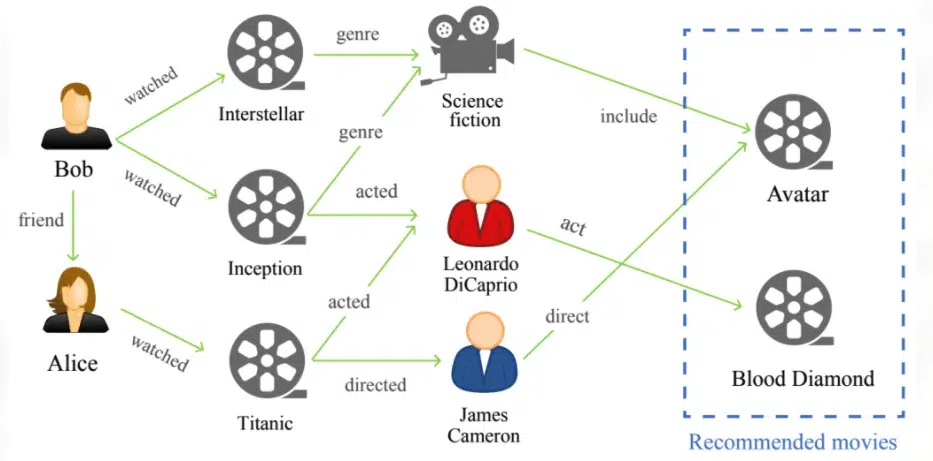 watched
genre
Interstellar
Science
fiction
include
Bob
watched
genre
acted
Avatar
friend
Inception
Leonardo
DiCaprio
act
acted
direct
Alice
watched
directed
Blood Diamond
Titanic
James
Cameron
Recommended movies